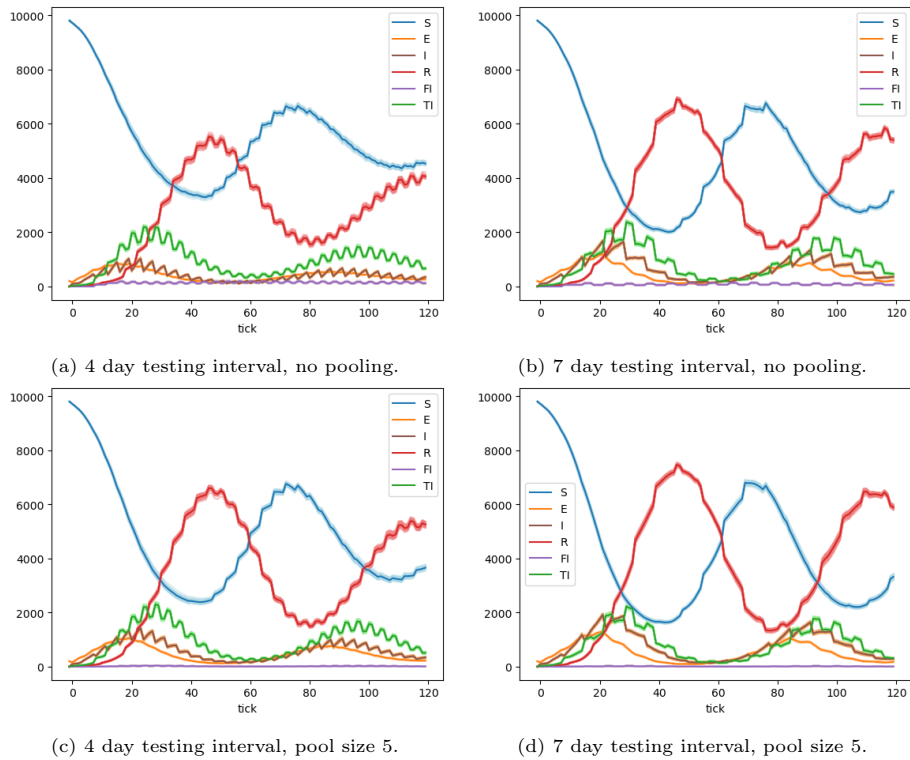 10000
8000
6000
4000
2000
0
0 20 40 60 80 100 120
tick
S
E
I
R
FI
TI
(a) 4 day testing interval, no pooling.
10000
8000
6000
4000
2000
0
0 20 40 60 80 100 120
tick
S
E
I
R
FI
TI
(b) 7 day testing interval, no pooling.
10000
8000
6000
4000
2000
0
0 20 40 60 80 100 120
tick
S
E
I
R
FI
TI
(c) 4 day testing interval, pool size 5.
10000
8000
6000
4000
2000
0
0 20 40 60 80 100 120
tick
S
E
I
R
FI
TI
(d) 7 day testing interval, pool size 5.